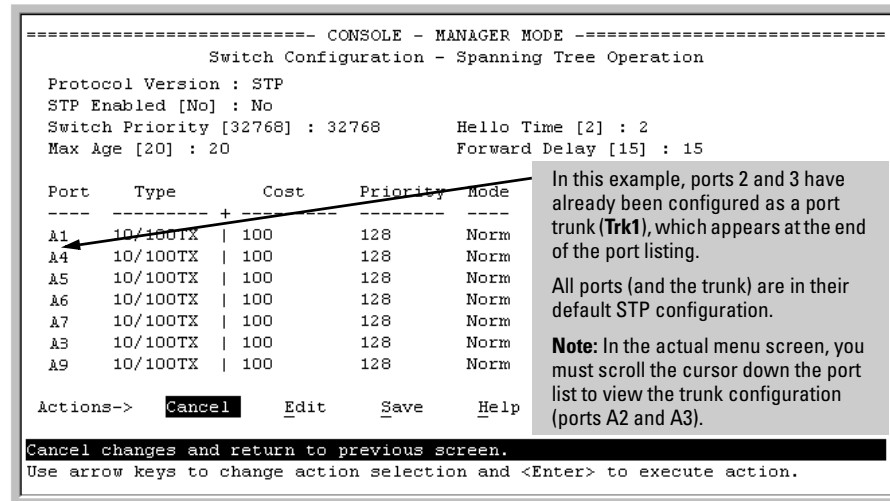 ============================- CONSOLE - MANAGER MODE -==============================
Switch Configuration - Spanning Tree Operation
Protocol Version : STP
STP Enabled [No] : No
Switch Priority [32768] : 32768 Hello Time [2] : 2
Max Age [20] : 20 Forward Delay [15] : 15
Port Type Cost Priority Mode
---- --------- + --------- -------- ----
A1 10/100TX | 100 128 Norm
A4 10/100TX | 100 128 Norm
A5 10/100TX | 100 128 Norm
A6 10/100TX | 100 128 Norm
A7 10/100TX | 100 128 Norm
A3 10/100TX | 100 128 Norm
A9 10/100TX | 100 128 Norm
In this example, ports 2 and 3 have
already been configured as a port
trunk (Trk1), which appears at the end
of the port listing.
All ports (and the trunk) are in their
default STP configuration.
Note: In the actual menu screen, you
must scroll the cursor down the port
list to view the trunk configuration
(ports A2 and A3).
Actions-> Cancel Edit Save Help
Cancel changes and return to previous screen.
Use arrow keys to change action selection and <Enter> to execute action.